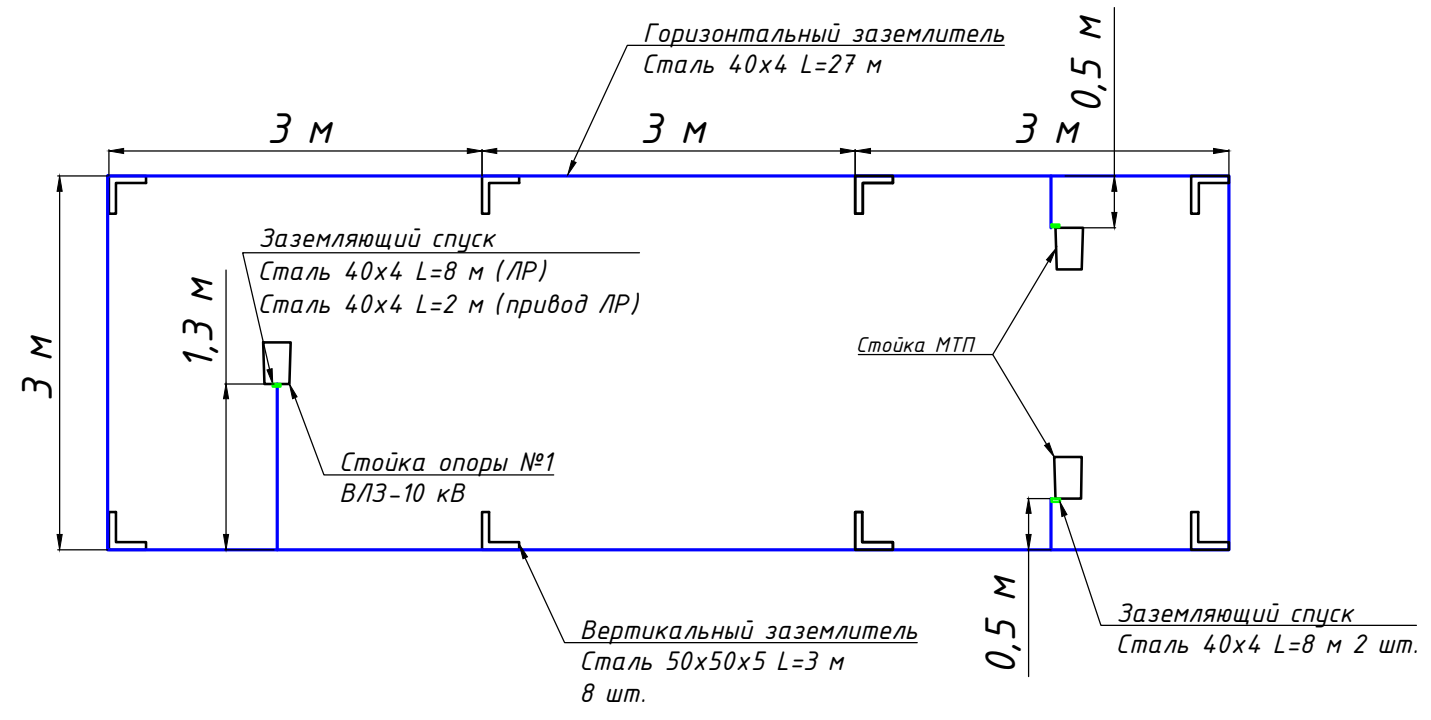 Горизонтальный заземлитель
Сталь 40х4 L=27 м
0,5 м
3 м
3 м
3 м
Заземляющий спуск
Сталь 40х4 L=8 м (ЛР)
Сталь 40х4 L=2 м (привод ЛР)
1,3 м
3 м
Стойка МТП
Стойка опоры №1
ВЛЗ-10 кВ
0,5 м
Вертикальный заземлитель
Сталь 50х50х5 L=3 м
8 шт.
Заземляющий спуск
Сталь 40х4 L=8 м 2 шт.